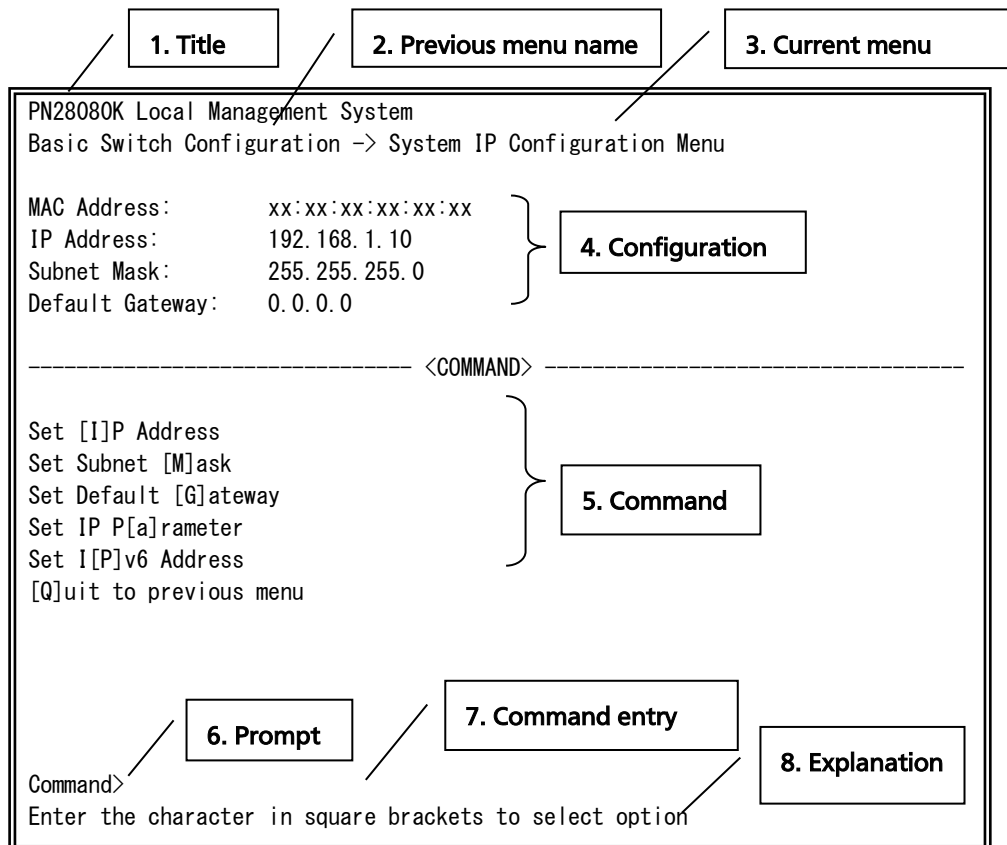 1. Title
2. Previous menu name
3. Current menu
PN28080K Local Management System
Basic Switch Configuration -> System IP Configuration Menu
MAC Address: xx:xx:xx:xx:xx:xx
IP Address: 192.168.1.10
Subnet Mask: 255.255.255.0
Default Gateway: 0.0.0.0
4. Configuration
-------------------------------- <COMMAND> -----------------------------------
Set [I]P Address
Set Subnet [M]ask
Set Default [G]ateway
Set IP P[a]rameter
Set I[P]v6 Address
[Q]uit to previous menu
5. Command
6. Prompt
7. Command entry
8. Explanation
Command>
Enter the character in square brackets to select option